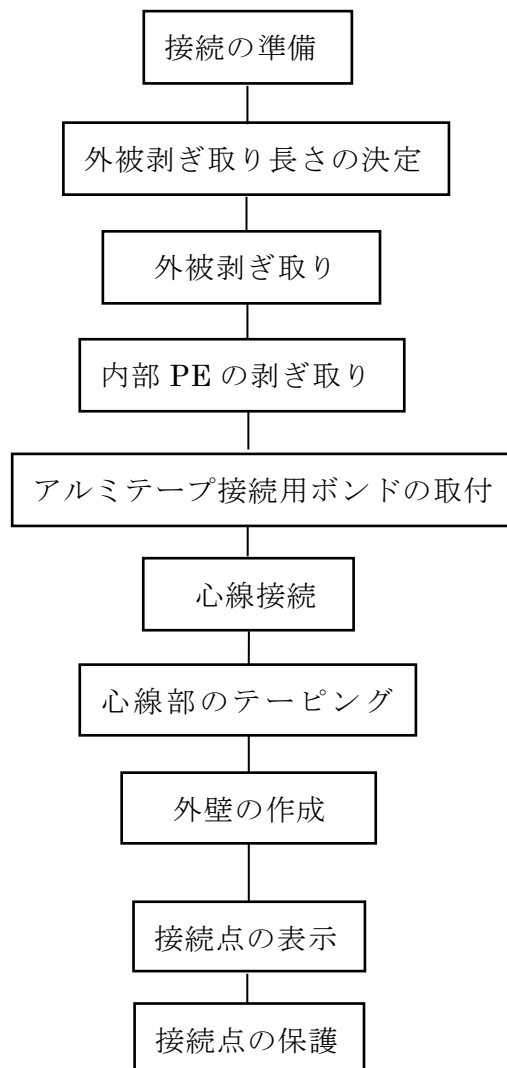 接続の準備
外被剥ぎ取り長さの決定
外被剥ぎ取り
内部 PE の剥ぎ取り
アルミテープ接続用ボンドの取付
心線接続
心線部のテーピング
外壁の作成
接続点の表示
接続点の保護